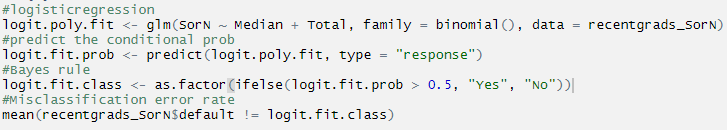 #logisticregression
logit.poly.fit <- glm(SorN ~ Median + Total, family = binomial(), data = recentgrads_SorN)
#predict the conditional prob
logit.fit.prob <- predict(logit.poly.fit, type = "response")
#Bayes rule
logit.fit.class <- as.factor(ifelse(logit.fit.prob > 0.5, "Yes", "No"))
#Misclassification error rate
mean(recentgrads_SorN$default != logit.fit.class)